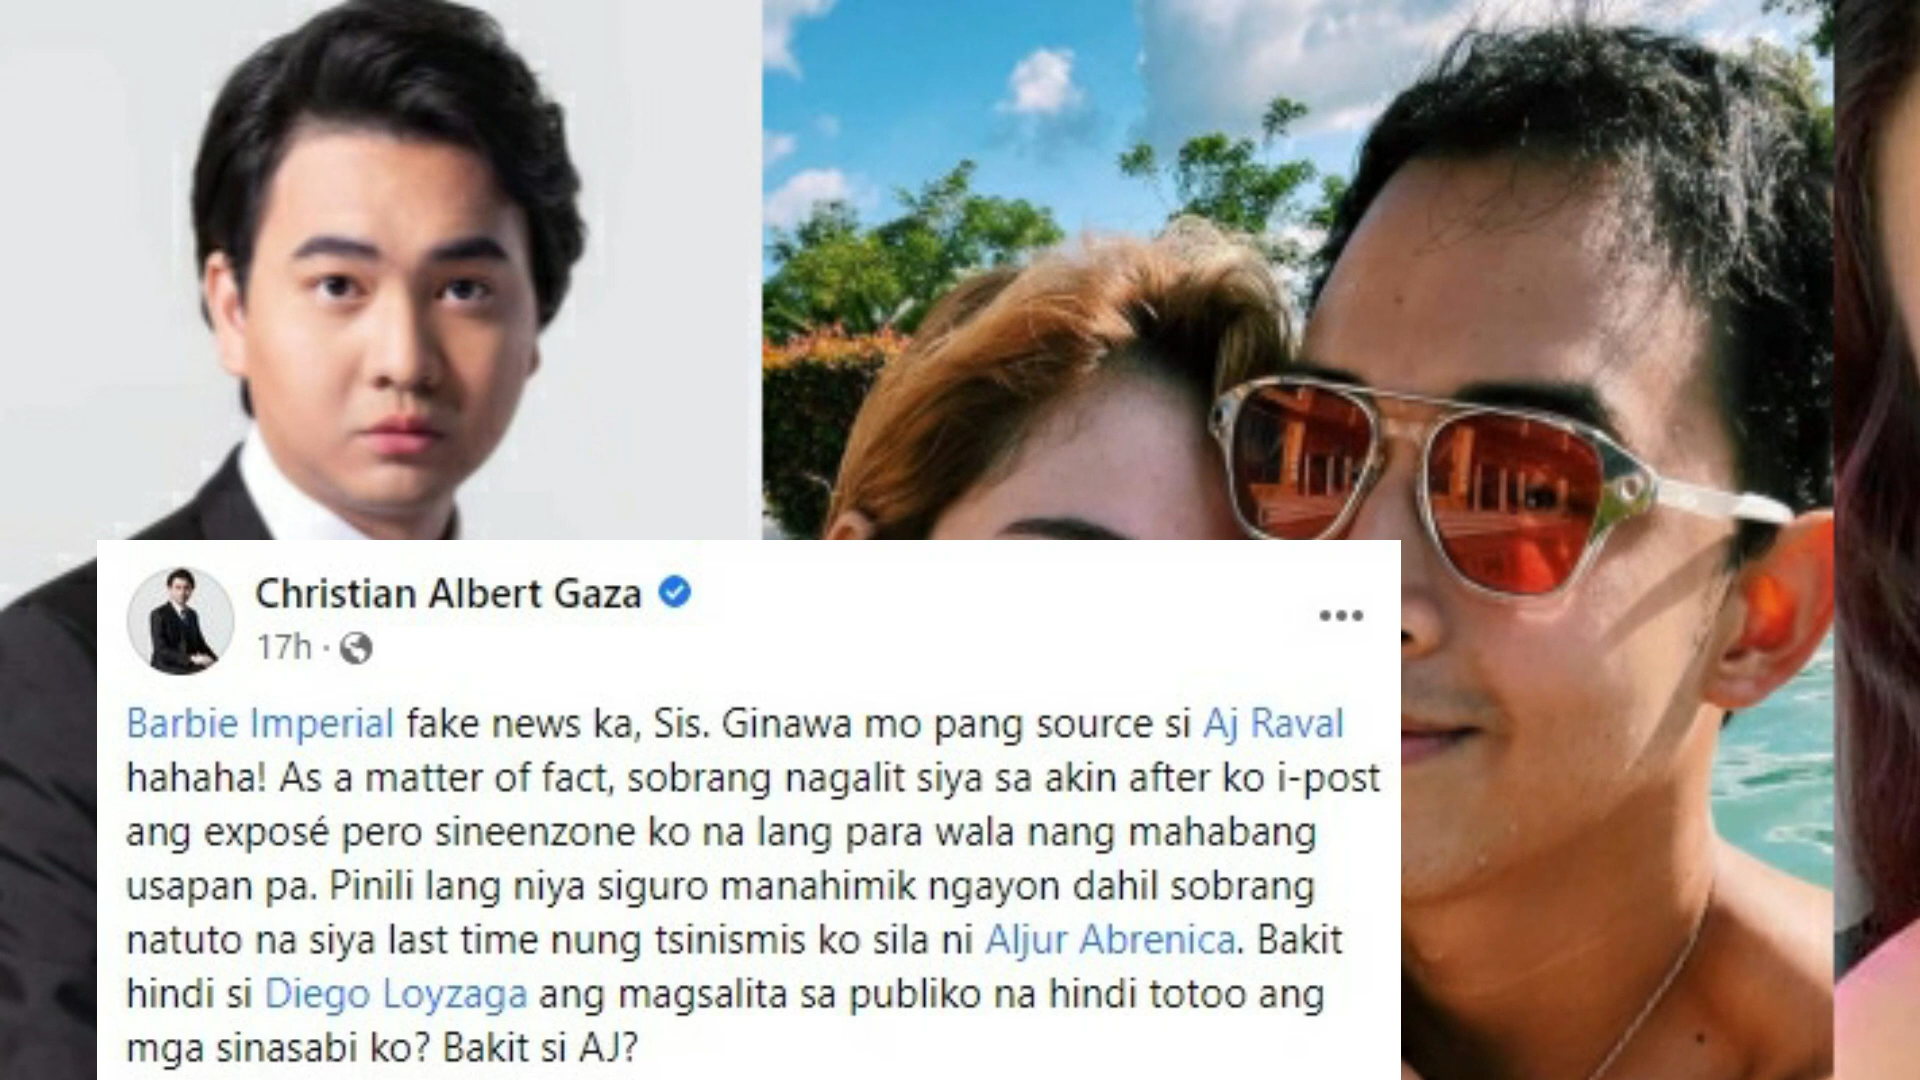 Christian Albert Gaza
17h ·
Barbie Imperial fake news ka, Sis. Ginawa mo pang source si Aj Raval
hahaha! As a matter of fact, sobrang nagalit siya sa akin after ko i-post
ang exposé pero sineenzone ko na lang para wala nang mahabang
usapan pa. Pinili lang niya siguro manahimik ngayon dahil sobrang
natuto na siya last time nung tsinismis ko sila ni Aljur Abrenica. Bakit
hindi si Diego Loyzaga ang magsalita sa publiko na hindi totoo ang
mga sinasabi ko? Bakit si AJ?